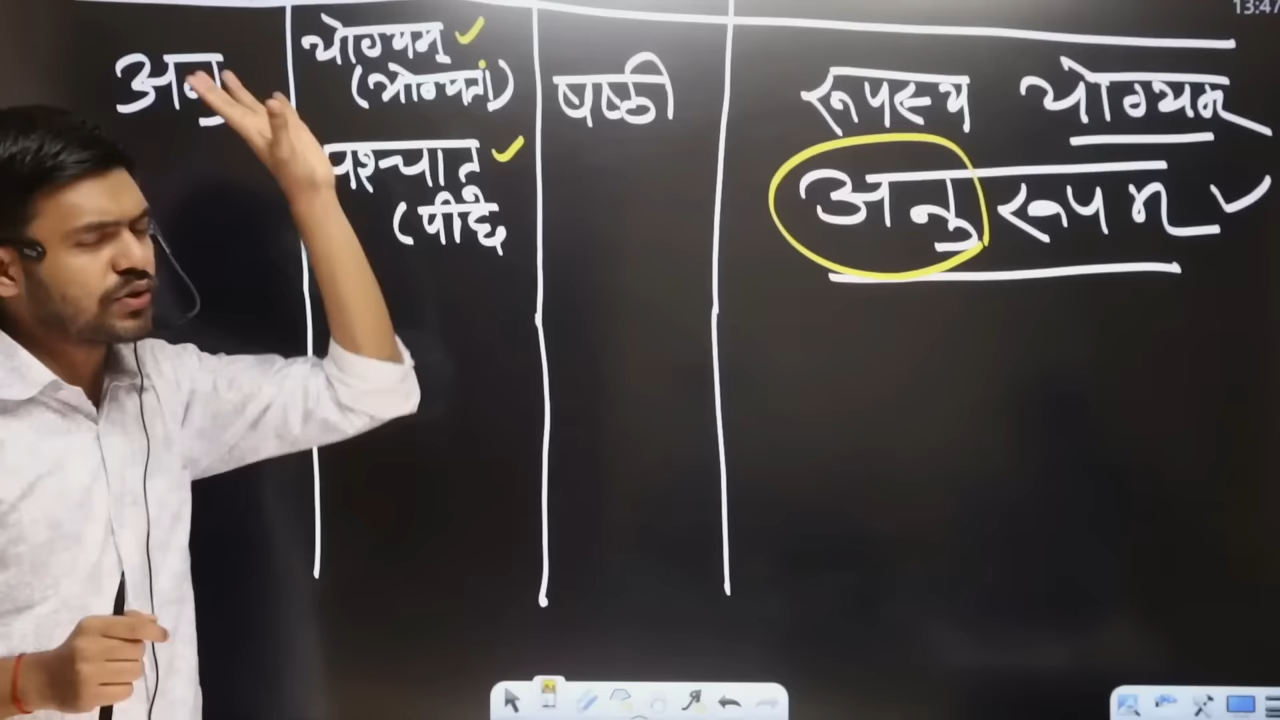 13:47
अनु
योग्यम् ✓
(योग्यतां)
पश्चात् ✓
(पीछे
षष्ठी
रूपस्य योग्यम्
अनुरूपम् ✓